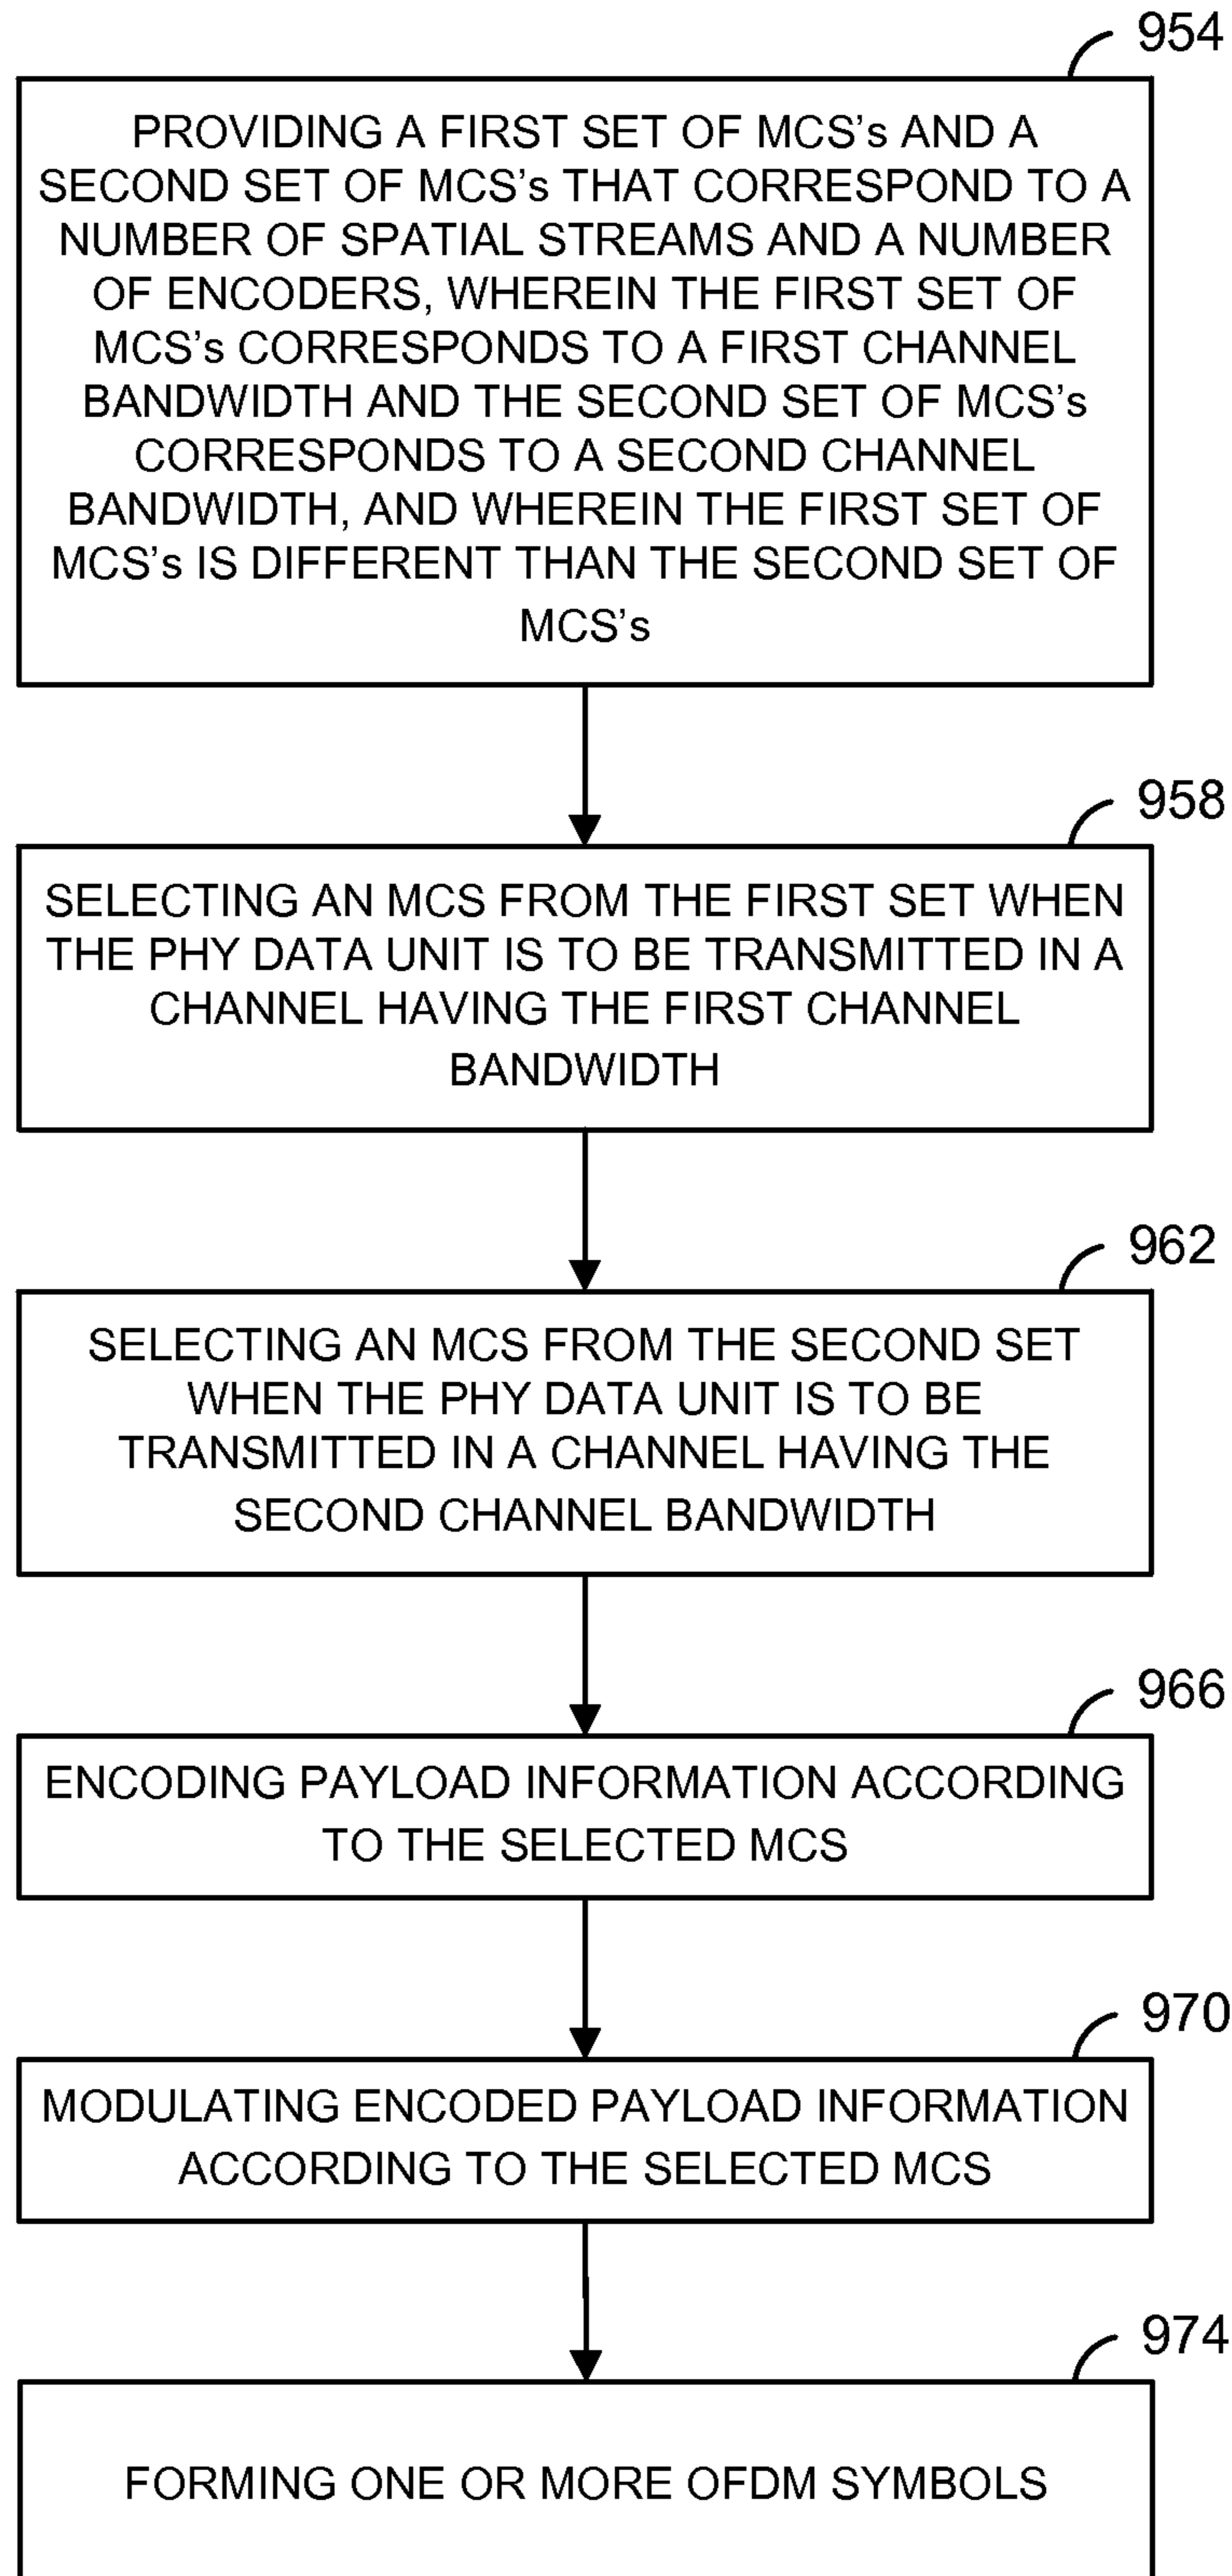 954
PROVIDING A FIRST SET OF MCS's AND A
SECOND SET OF MCS's THAT CORRESPOND TO A
NUMBER OF SPATIAL STREAMS AND A NUMBER
OF ENCODERS, WHEREIN THE FIRST SET OF
MCS's CORRESPONDS TO A FIRST CHANNEL
BANDWIDTH AND THE SECOND SET OF MCS's
CORRESPONDS TO A SECOND CHANNEL
BANDWIDTH, AND WHEREIN THE FIRST SET OF
MCS's IS DIFFERENT THAN THE SECOND SET OF
MCS's
958
SELECTING AN MCS FROM THE FIRST SET WHEN
THE PHY DATA UNIT IS TO BE TRANSMITTED IN A
CHANNEL HAVING THE FIRST CHANNEL
BANDWIDTH
962
SELECTING AN MCS FROM THE SECOND SET
WHEN THE PHY DATA UNIT IS TO BE
TRANSMITTED IN A CHANNEL HAVING THE
SECOND CHANNEL BANDWIDTH
966
ENCODING PAYLOAD INFORMATION ACCORDING
TO THE SELECTED MCS
970
MODULATING ENCODED PAYLOAD INFORMATION
ACCORDING TO THE SELECTED MCS
974
FORMING ONE OR MORE OFDM SYMBOLS